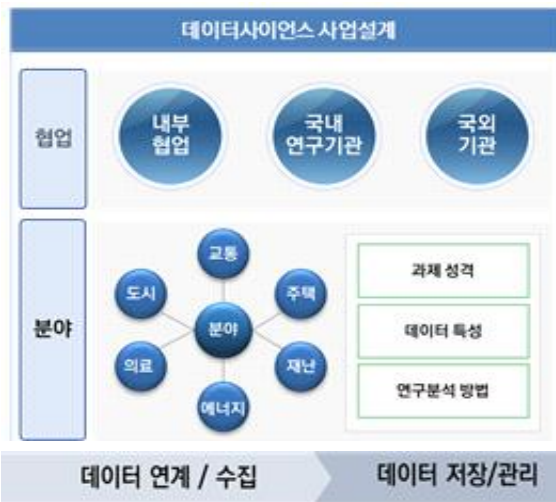 데이터사이언스 사업설계
협업
내부
협업
국내
연구기관
국외
기관
분야
교통
도시
주택
분야
의료
재난
에너지
과제 성격
데이터 특성
연구분석 방법
데이터 연계 / 수집
데이터 저장/관리